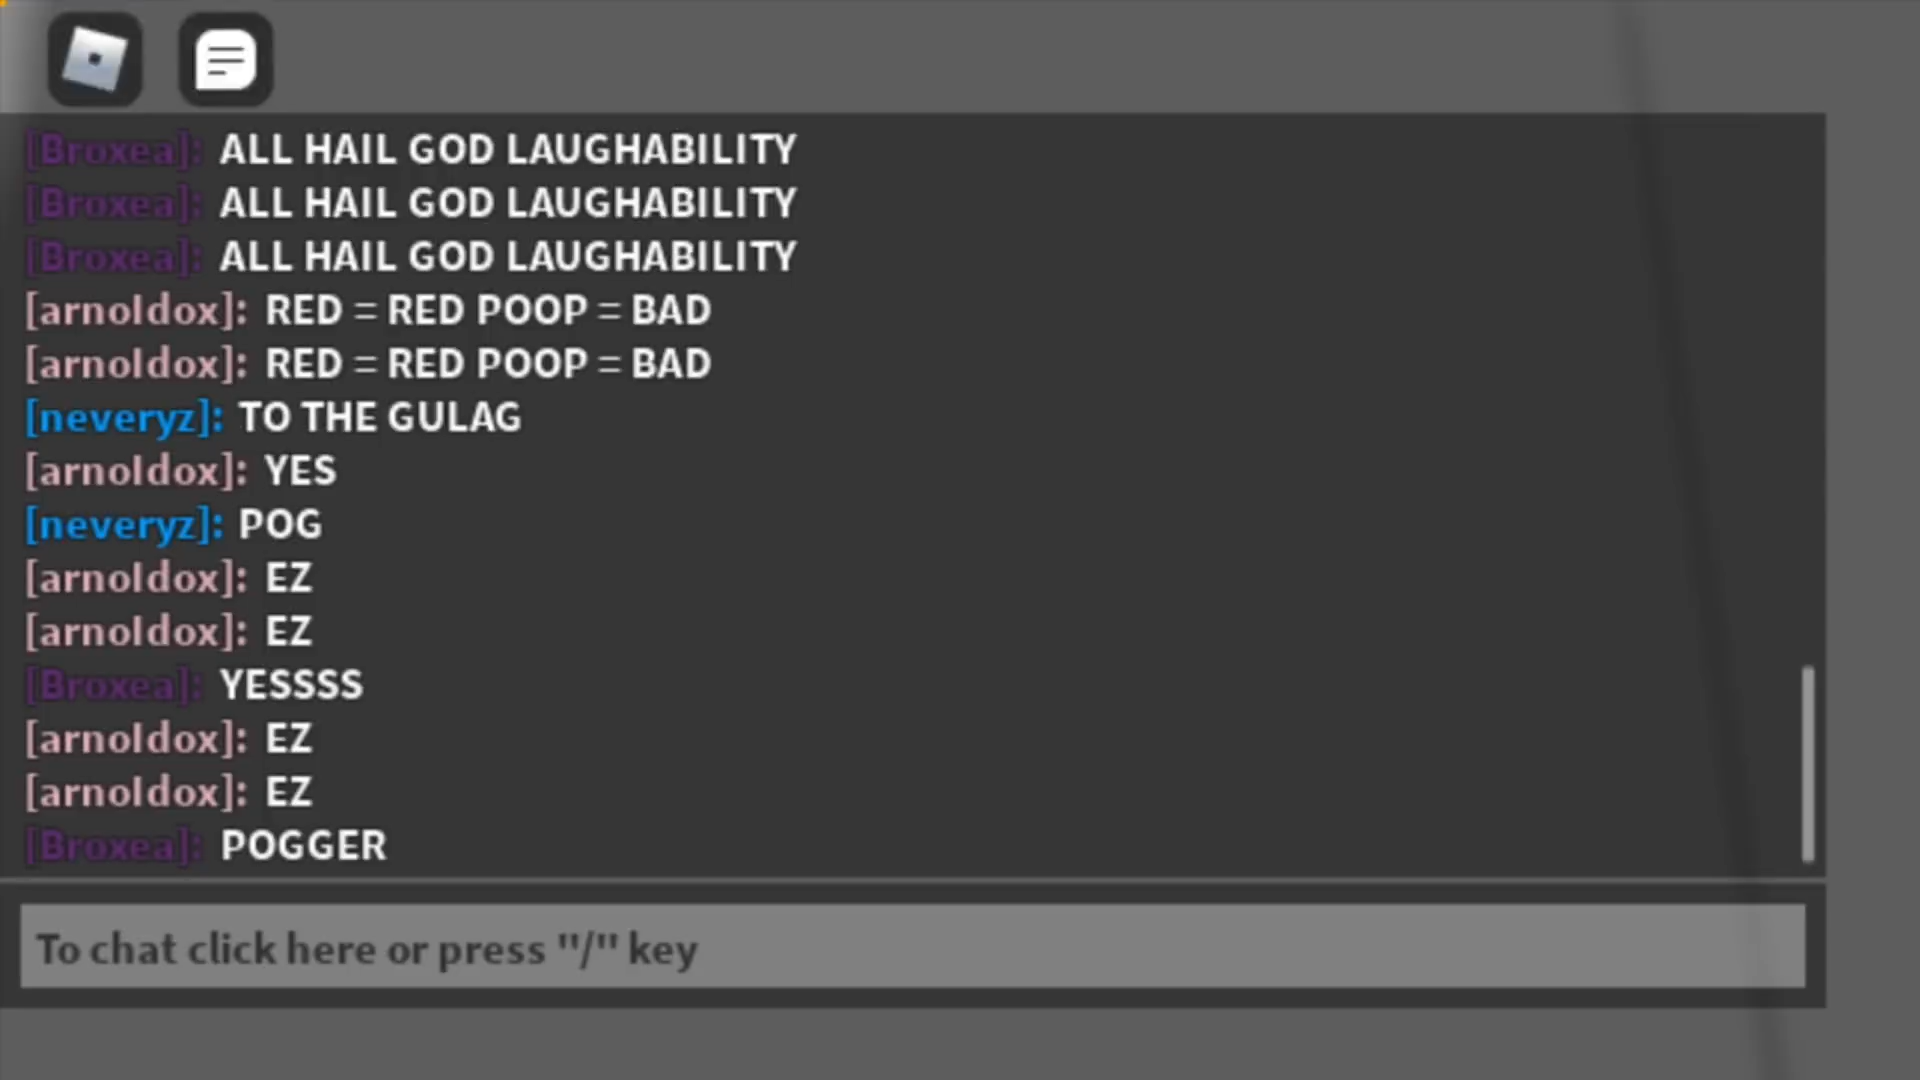 [Broxea]: ALL HAIL GOD LAUGHABILITY
[Broxea]: ALL HAIL GOD LAUGHABILITY
[Broxea]: ALL HAIL GOD LAUGHABILITY
[arnoldox]: RED = RED POOP = BAD
[arnoldox]: RED = RED POOP = BAD
[neveryz]: TO THE GULAG
[arnoldox]: YES
[neveryz]: POG
[arnoldox]: EZ
[arnoldox]: EZ
[Broxea]: YESSSS
[arnoldox]: EZ
[arnoldox]: EZ
[Broxea]: POGGER
To chat click here or press "/" key